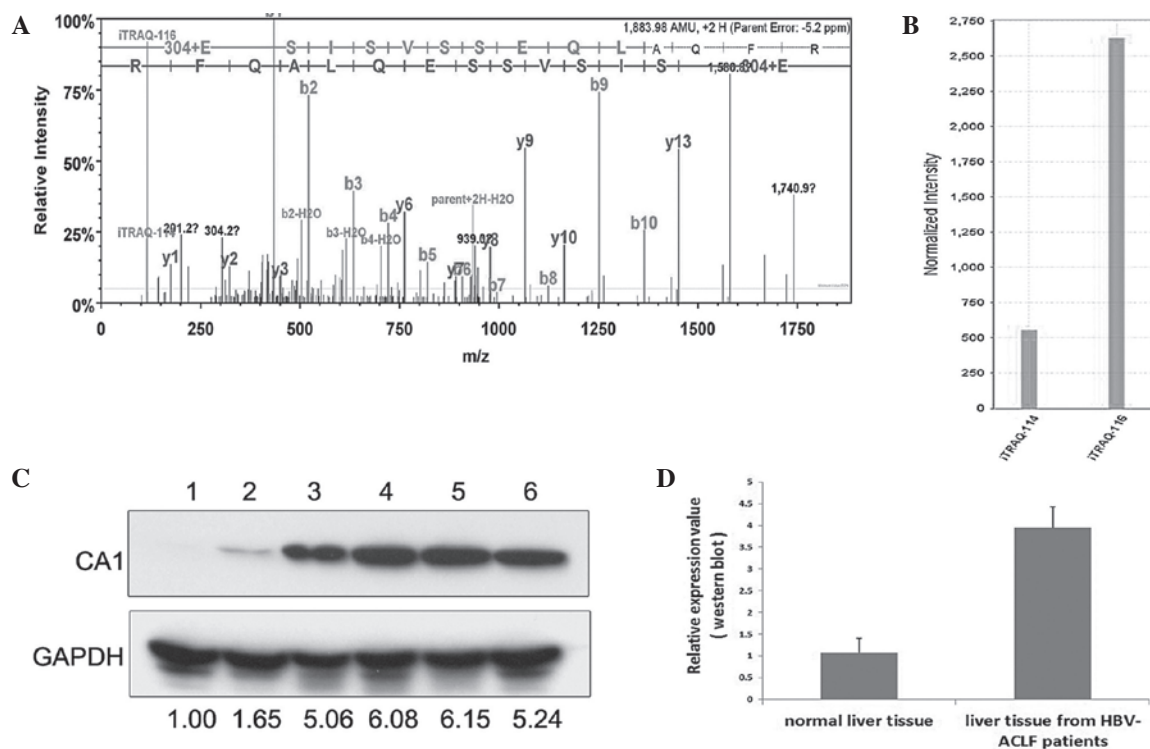 A
100%
75%
50%
25%
0%
Relative Intensity
iTRAQ-116
1,883.98 AMU, +2 H (Parent Error: -5.2 ppm)
304+E S I S V S S E Q L A Q F R
R F Q A L Q E S S V S I S 304+E
b2
b9
y9
y13
b3
y6
b2-H2O
parent+2H-H2O
1,740.9?
iTRAQ-114
291.2?
304.2?
b3-H2O
b4
b4-H2O
939.0?
y8
y10
b10
y1
y2
y3
b5
y7
b7
b8
0 250 500 750 1000 1250 1500 1750
m/z
B
2,750
2,500
2,250
2,000
1,750
1,500
1,250
1,000
750
500
250
0
Normalized Intensity
iTRAQ-114
iTRAQ-116
C
1 2 3 4 5 6
CA1
GAPDH
1.00 1.65 5.06 6.08 6.15 5.24
D
5
4.5
4
3.5
3
2.5
2
1.5
1
0.5
0
Relative expression value
( western blot )
normal liver tissue
liver tissue from HBV-
ACLF patients